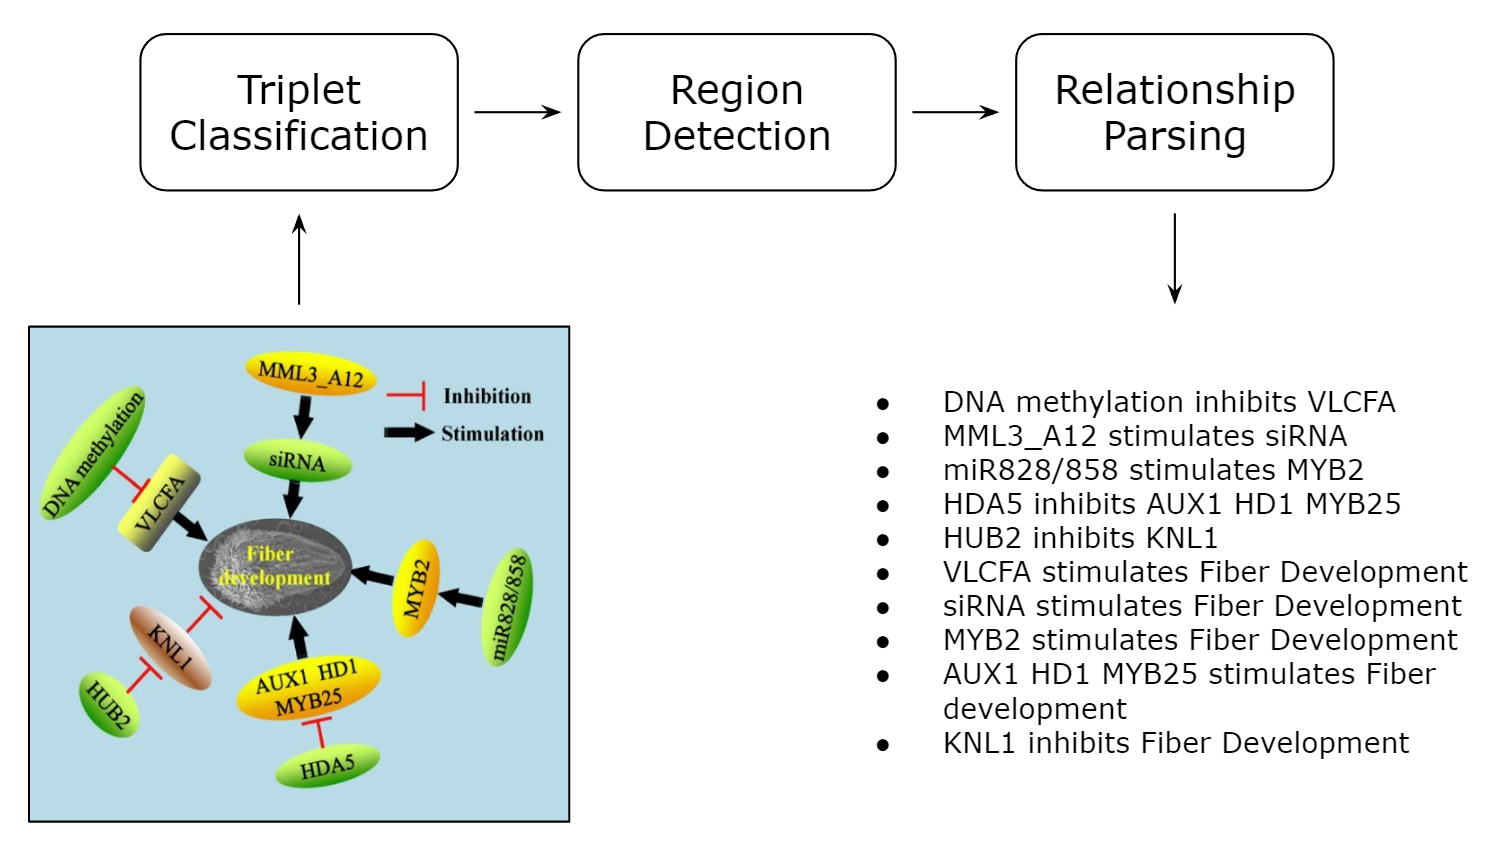 Triplet
Classification
Region
Detection
Relationship
Parsing
MML3_A12
Inhibition
Stimulation
DNA methylation
siRNA
VLCFA
Fiber
development
MYB2
miR828/858
KNL1
HUB2
AUX1 HD1
MYB25
HDA5
● DNA methylation inhibits VLCFA
● MML3_A12 stimulates siRNA
● miR828/858 stimulates MYB2
● HDA5 inhibits AUX1 HD1 MYB25
● HUB2 inhibits KNL1
● VLCFA stimulates Fiber Development
● siRNA stimulates Fiber Development
● MYB2 stimulates Fiber Development
● AUX1 HD1 MYB25 stimulates Fiber
development
● KNL1 inhibits Fiber Development